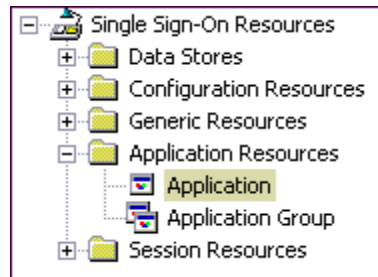 Single Sign-On Resources
Data Stores
Configuration Resources
Generic Resources
Application Resources
Application
Application Group
Session Resources